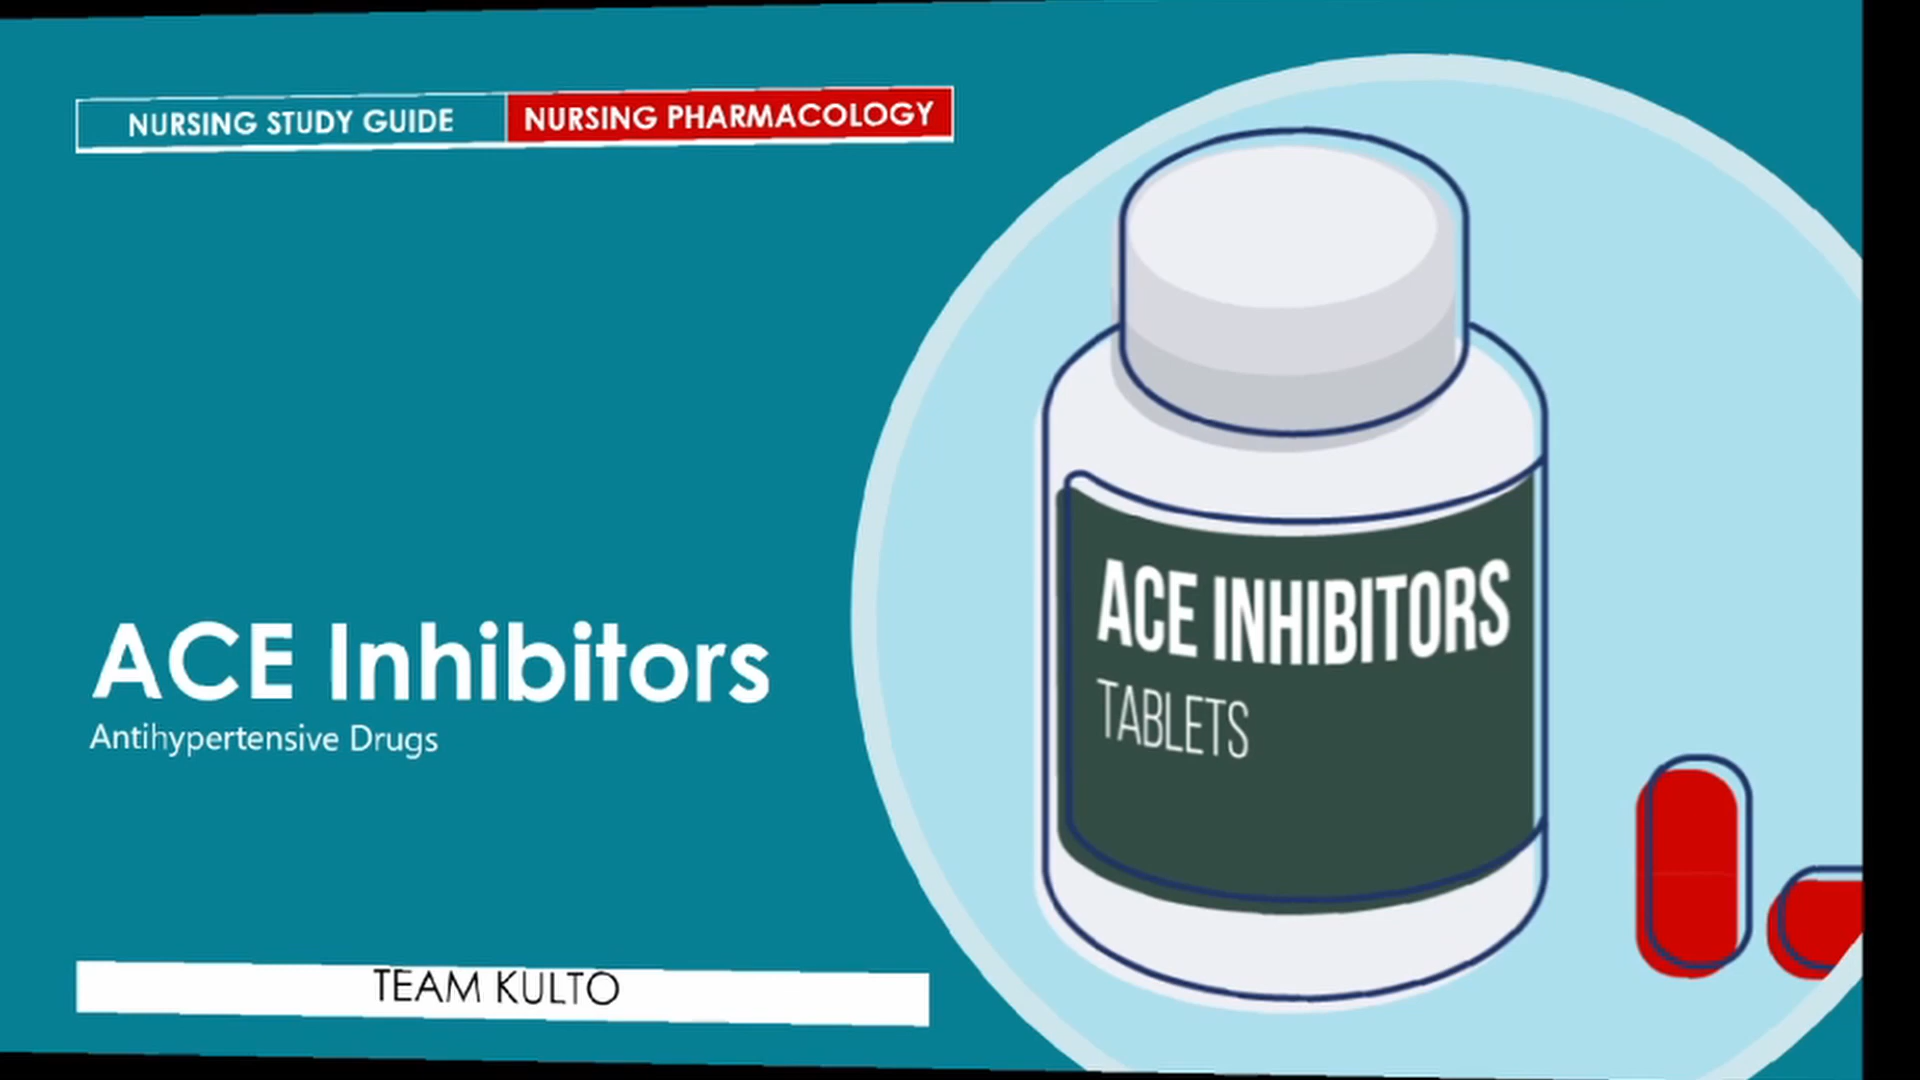 NURSING STUDY GUIDE NURSING PHARMACOLOGY
ACE Inhibitors
Antihypertensive Drugs
ACE INHIBITORS
TABLETS
TEAM KULTO